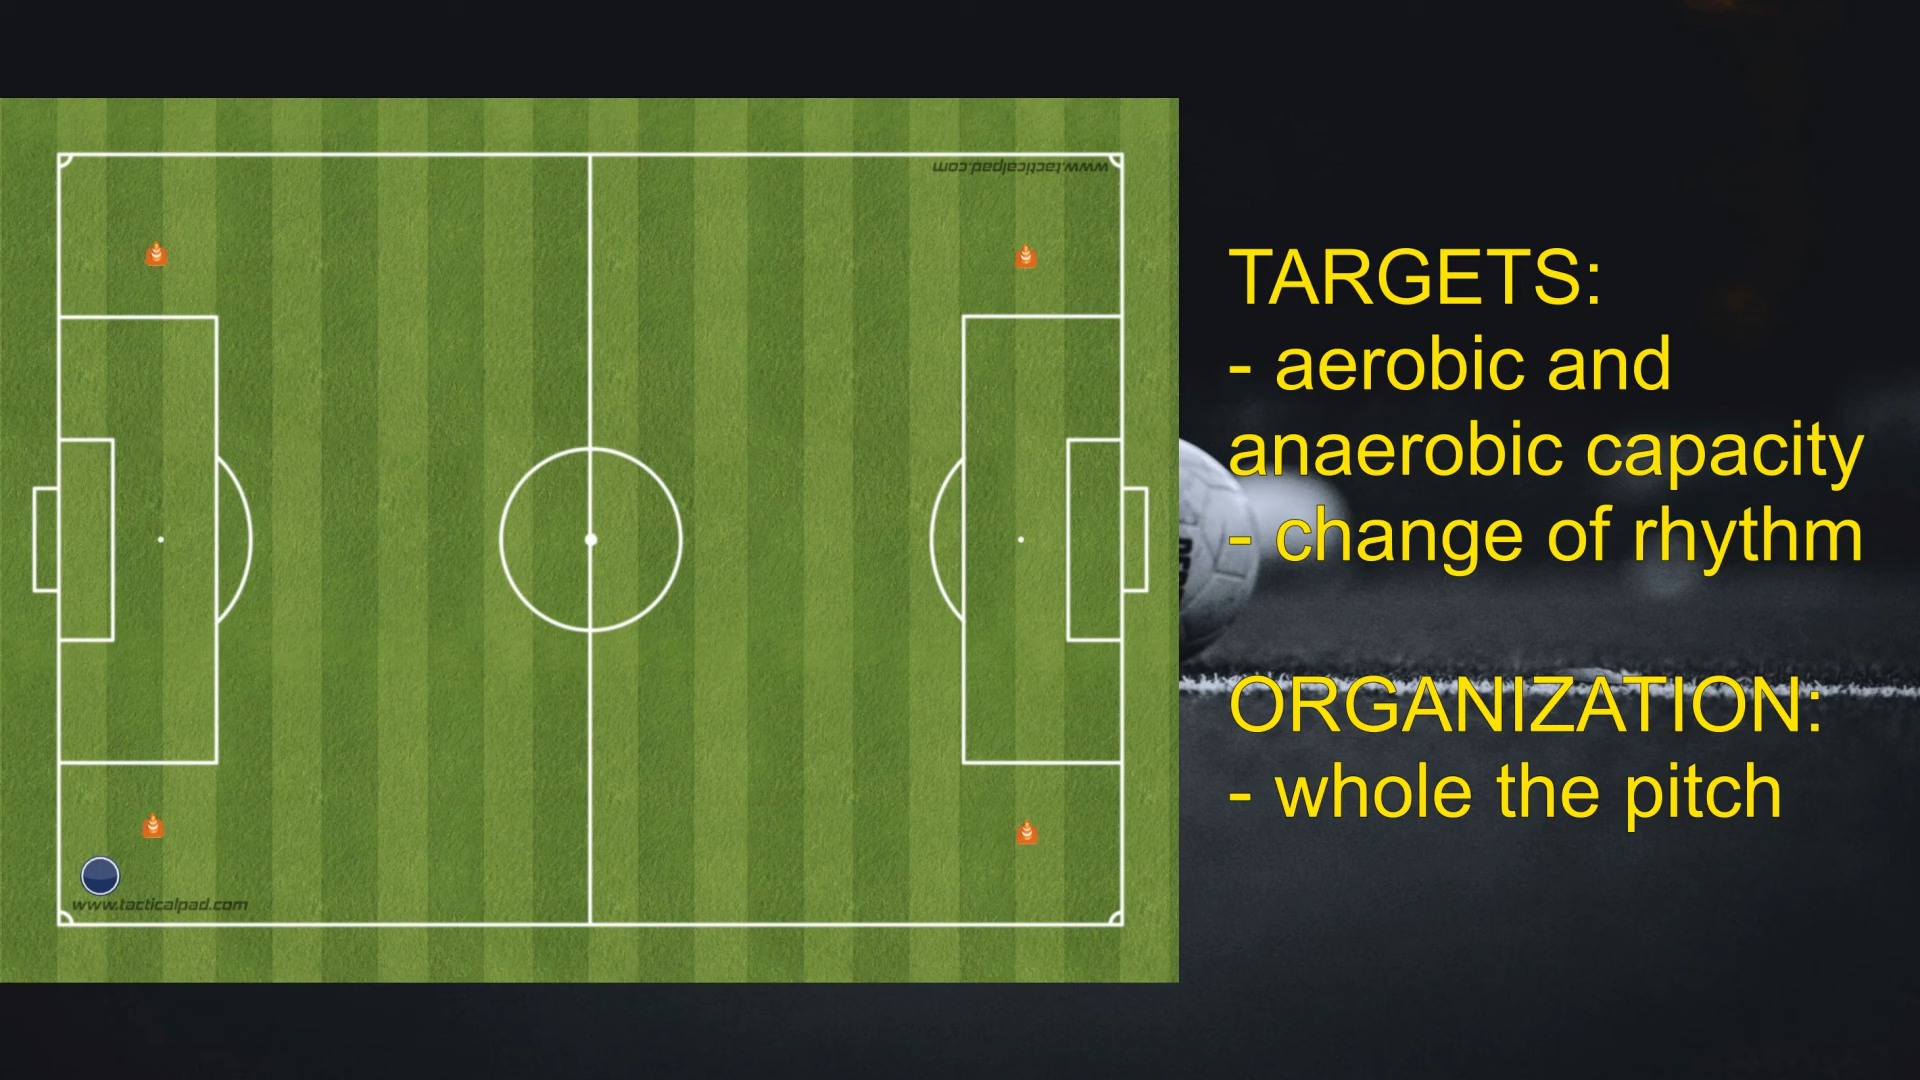 www.tacticalpad.com
TARGETS:
- aerobic and
anaerobic capacity
- change of rhythm
ORGANIZATION:
- whole the pitch
www.tacticalpad.com